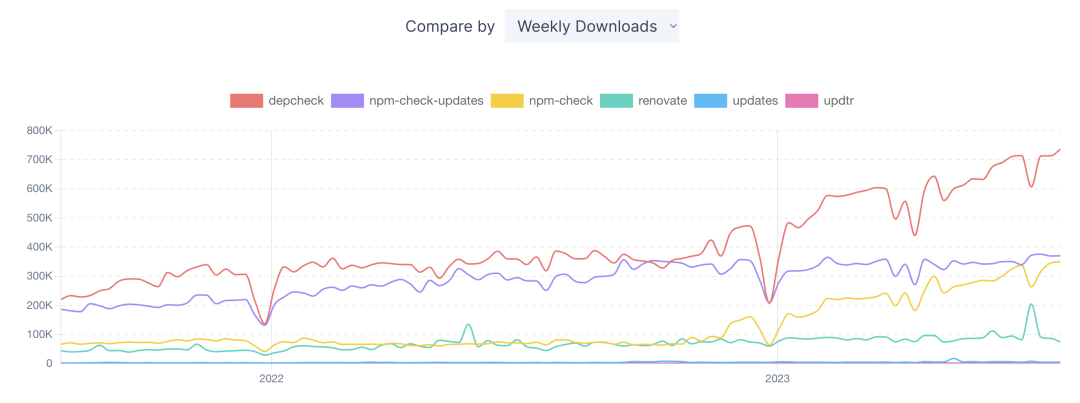 Compare by Weekly Downloads
depcheck npm-check-updates npm-check renovate updates updtr
800K
700K
600K
500K
400K
300K
200K
100K
0
2022 2023